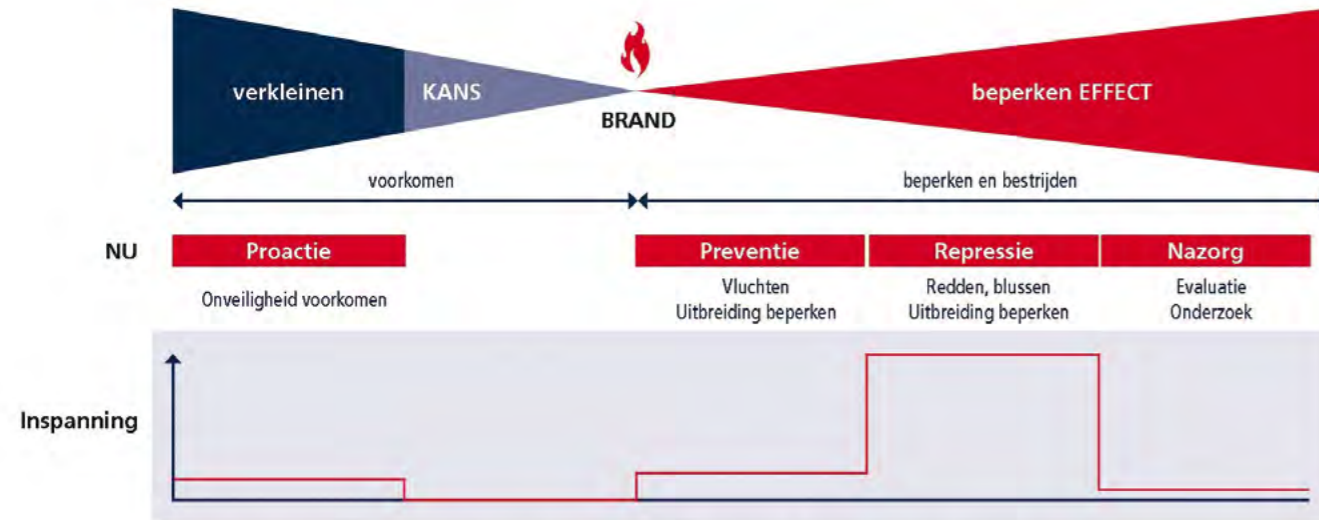 verkleinen KANS
beperken EFFECT
BRAND
voorkomen
beperken en bestrijden
NU
Proactie
Preventie
Repressie
Nazorg
Onveiligheid voorkomen
Vluchten
Uitbreiding beperken
Redden, blussen
Uitbreiding beperken
Evaluatie
Onderzoek
Inspanning